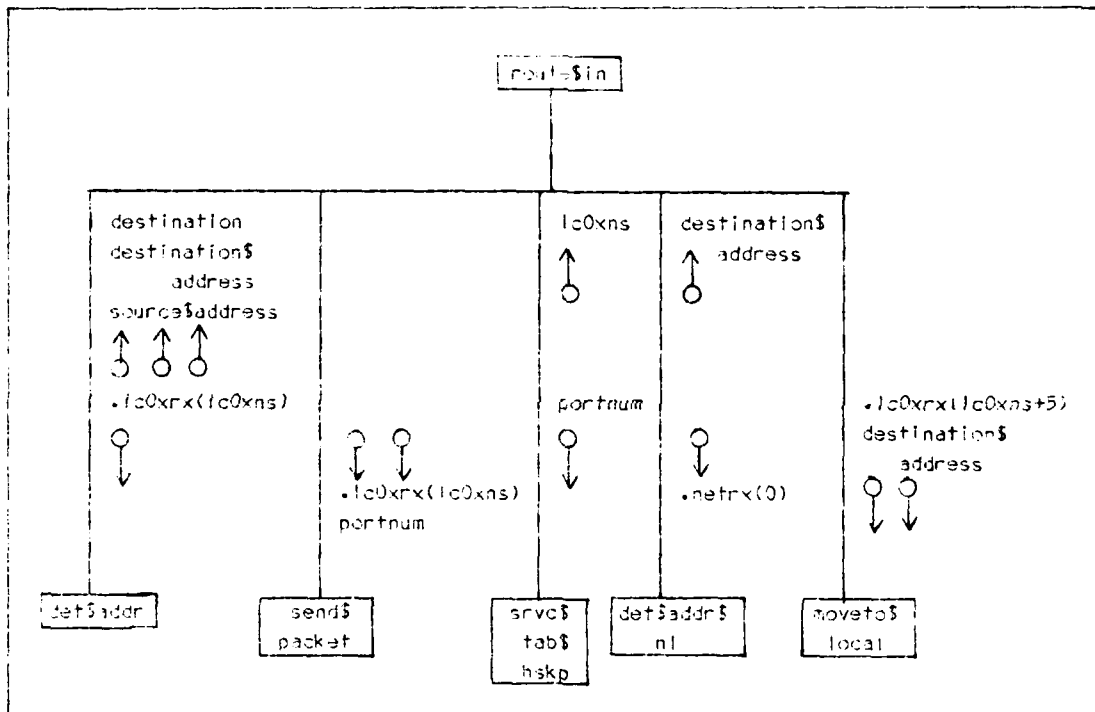 route$in
destination
destination$
address
source$address
.lc0xrx(lc0xns)
.lc0xrx(lc0xns)
portnum
lc0xns
portnum
destination$
address
.netrx(0)
.lc0xrx(lc0xns+5)
destination$
address
det$addr
send$
packet
srvc$
tab$
hskp
det$addr$
nl
moveto$
local